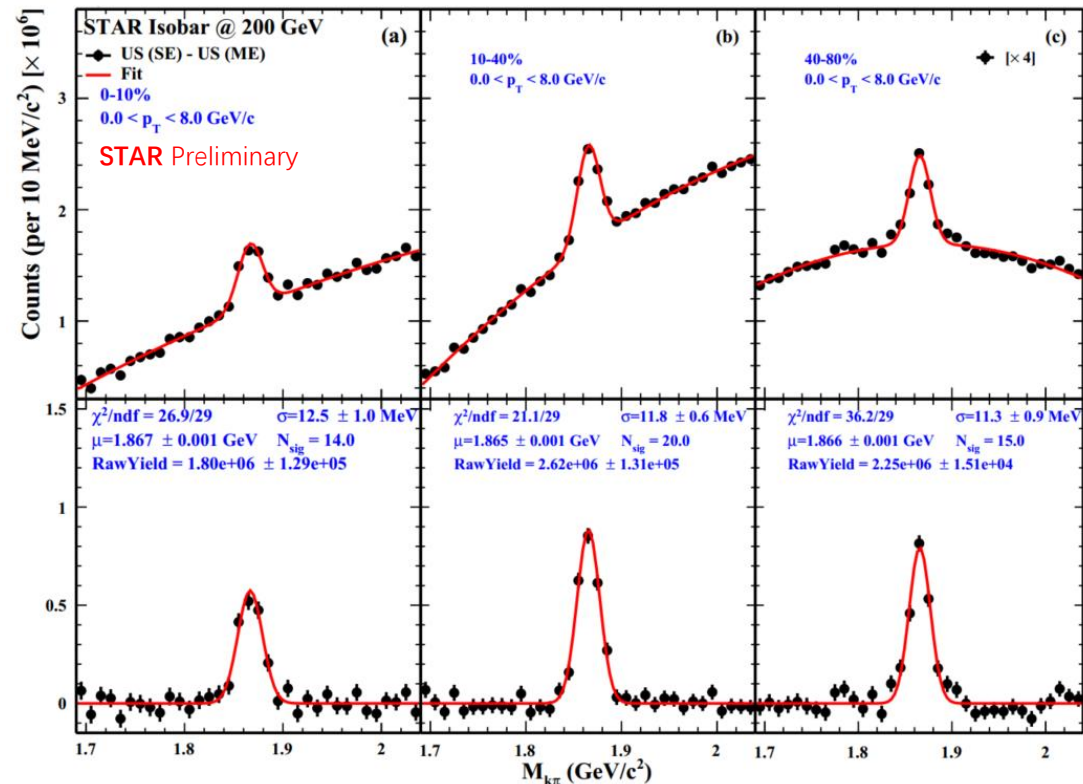 STAR Isobar @ 200 GeV
(a)
US (SE) - US (ME)
Fit
0-10%
0.0 < p_T < 8.0 GeV/c
STAR Preliminary
(b)
10-40%
0.0 < p_T < 8.0 GeV/c
(c)
40-80%
[× 4]
0.0 < p_T < 8.0 GeV/c
Counts (per 10 MeV/c²) [× 10⁶]
3
2
1
χ²/ndf = 26.9/29 σ=12.5 ± 1.0 MeV
μ=1.867 ± 0.001 GeV N_sig = 14.0
RawYield = 1.80e+06 ± 1.29e+05
χ²/ndf = 21.1/29 σ=11.8 ± 0.6 MeV
μ=1.865 ± 0.001 GeV N_sig = 20.0
RawYield = 2.62e+06 ± 1.31e+05
χ²/ndf = 36.2/29 σ=11.3 ± 0.9 MeV
μ=1.866 ± 0.001 GeV N_sig = 15.0
RawYield = 2.25e+06 ± 1.51e+04
1.5
1
0.5
0
1.7 1.8 1.9 2 1.7 1.8 1.9 2 1.7 1.8 1.9 2
M_kπ (GeV/c²)